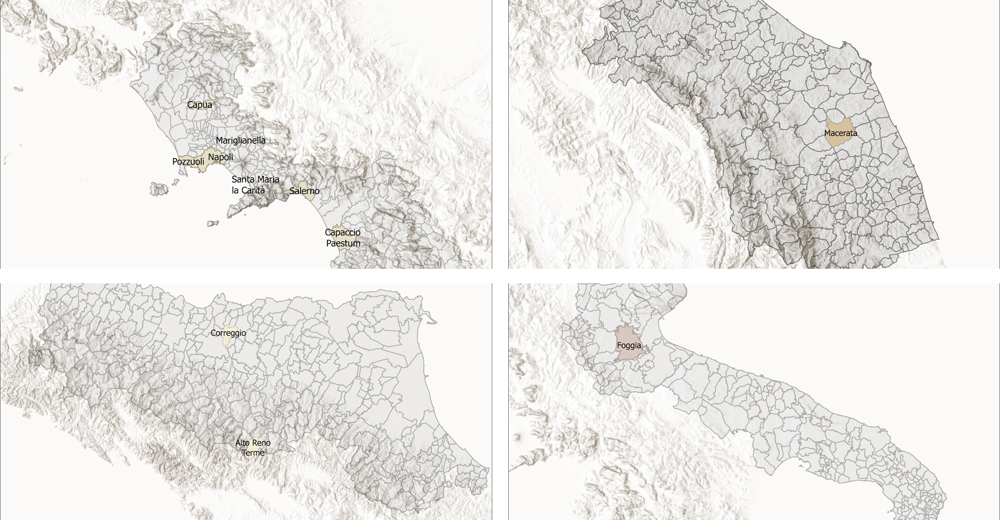 Capua
Mariglianella
Napoli
Pozzuoli
Santa Maria
la Carità
Salerno
Capaccio
Paestum
Macerata
Correggio
Alto Reno
Terme
Foggia